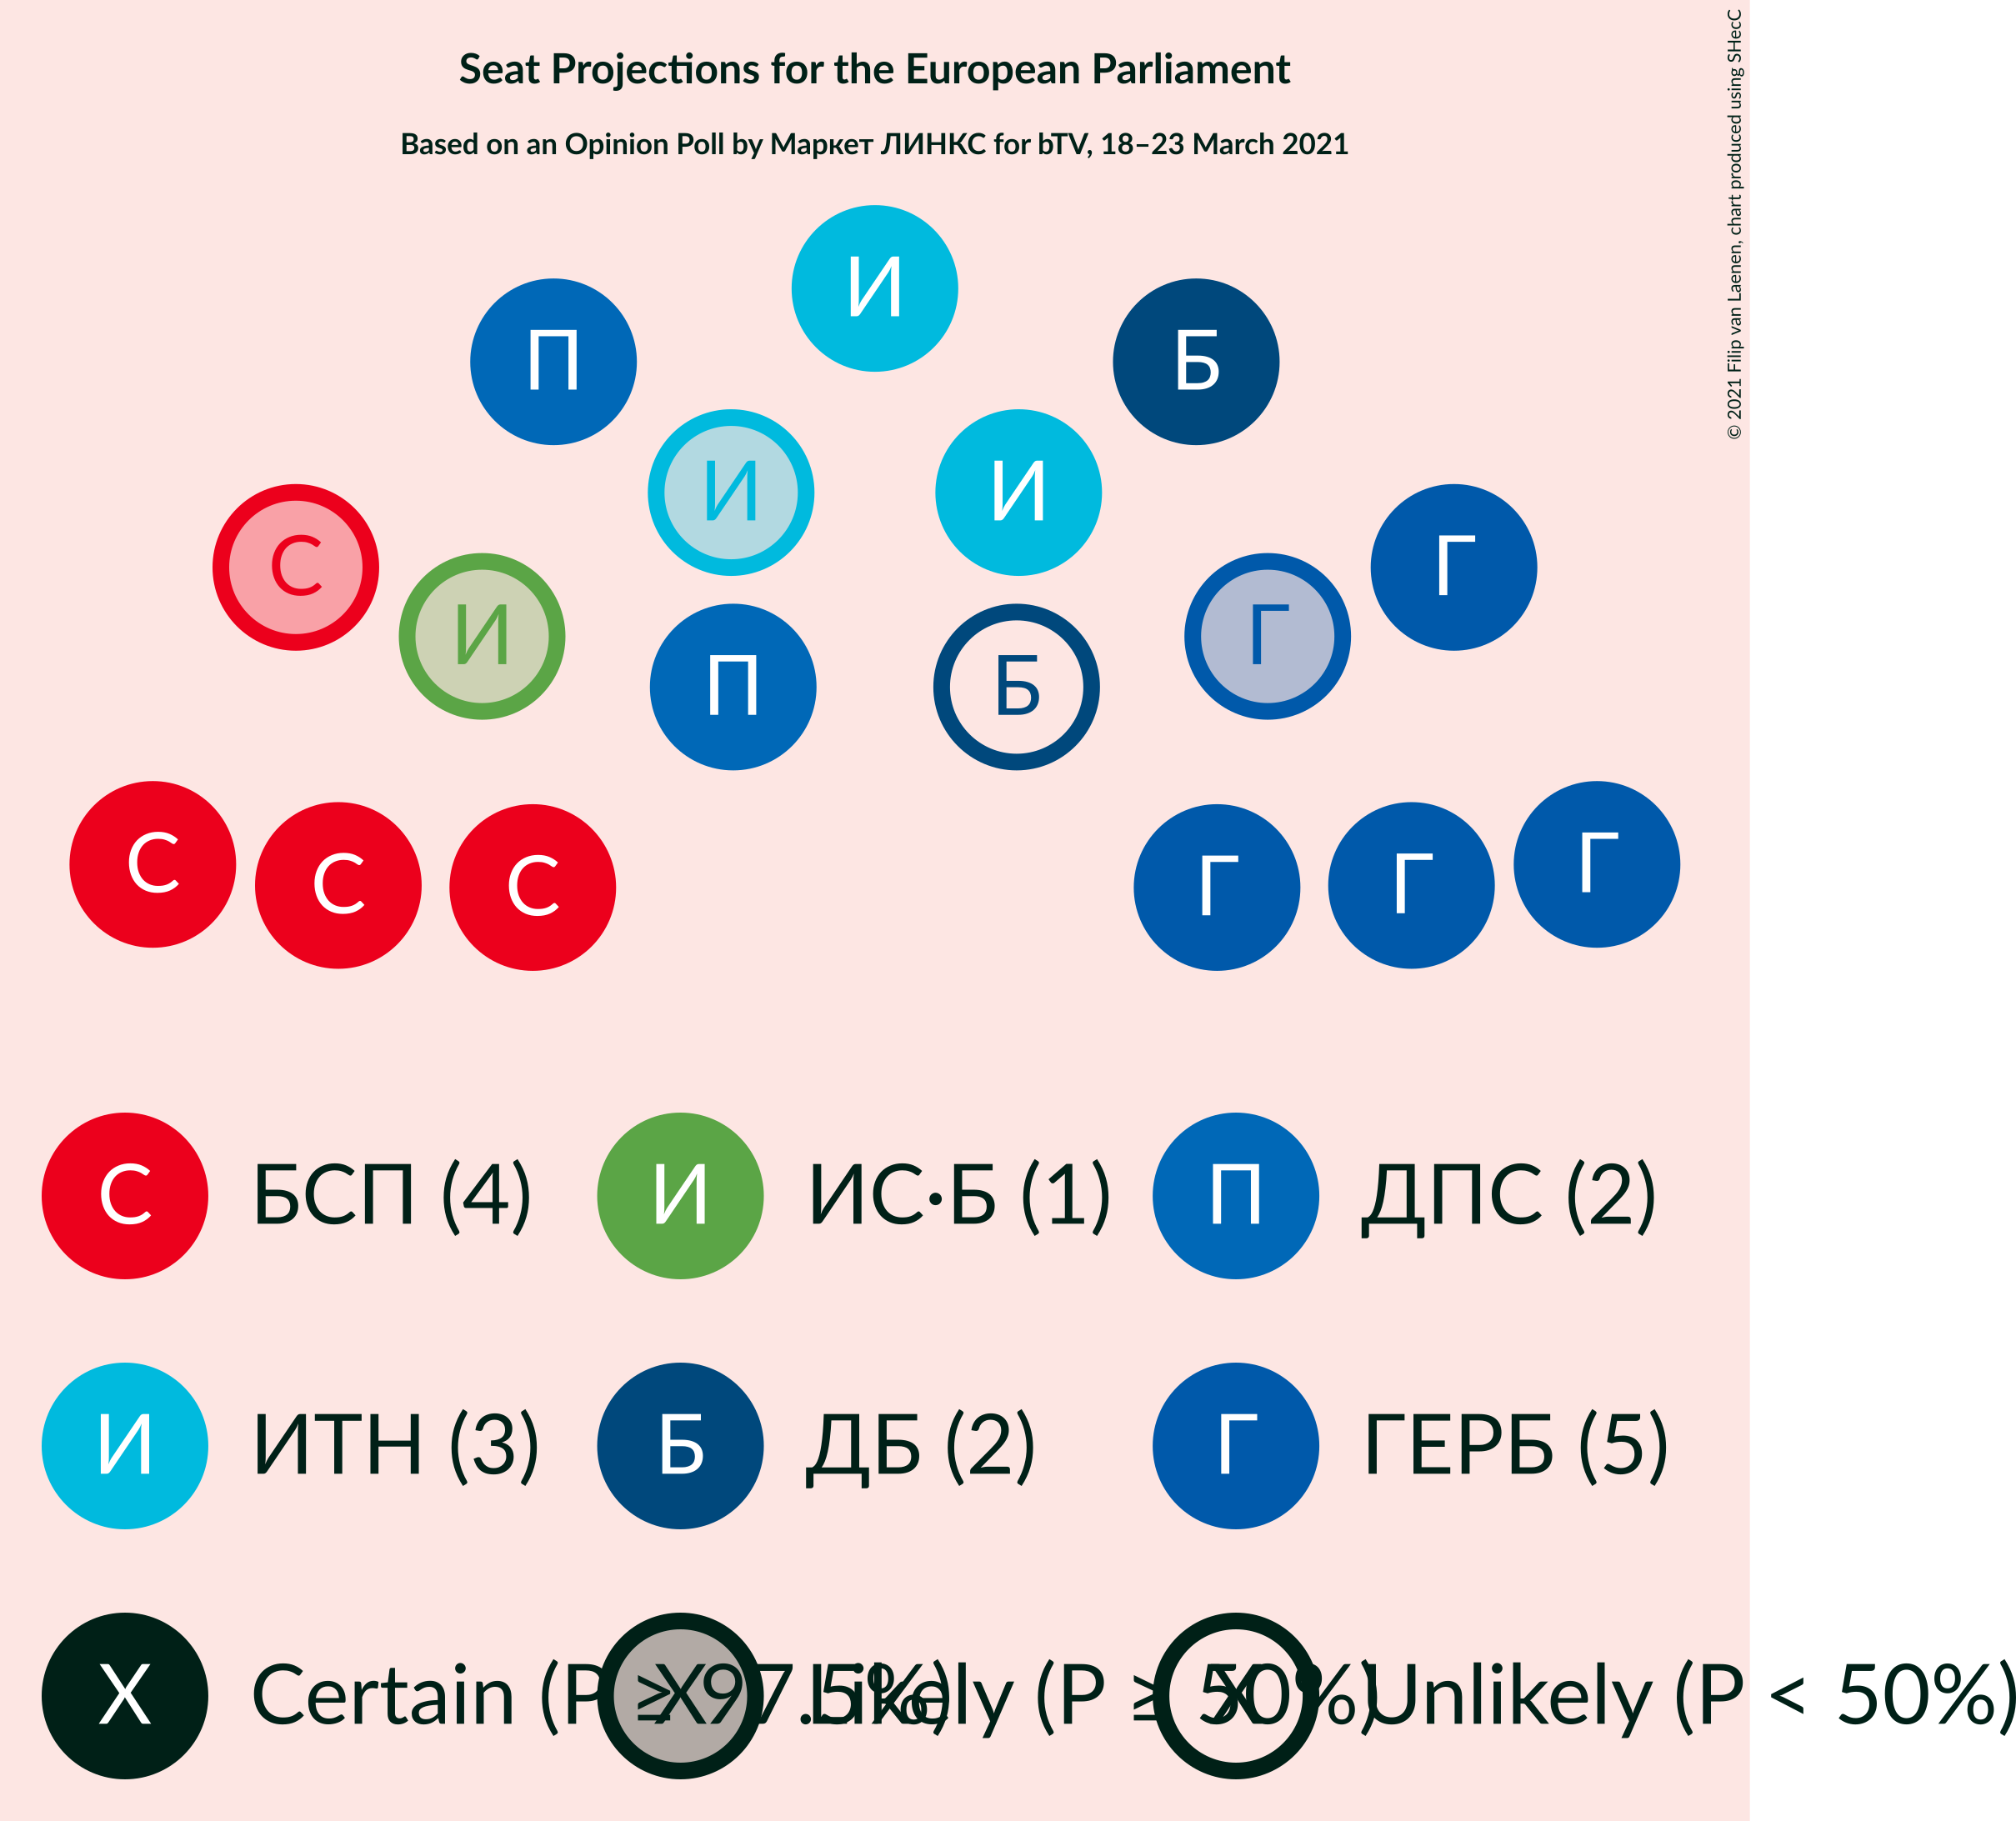 Seat Projections for the European Parliament
Based on an Opinion Poll by Маркет ЛИНКС for bTV, 18–23 March 2021
© 2021 Filip van Laenen, chart produced using SHecC
И
П
Б
И
И
С
Г
И
Г
П
Б
С
С
С
Г
Г
Г
С БСП (4)
И ИС•Б (1)
П ДПС (2)
И ИТН (3)
Б ДБ (2)
Г ГЕРБ (5)
X Certain (P ≥ 97.5%)
X Likely (P ≥ 50%)
X Unlikely (P < 50%)